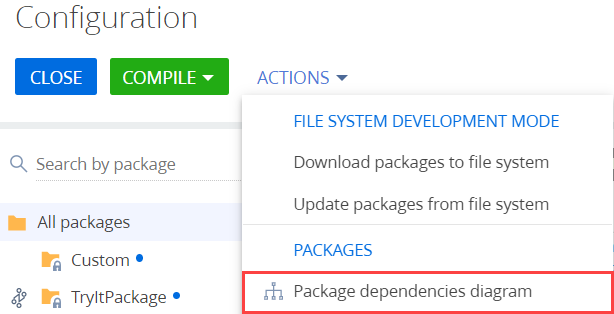 Configuration
CLOSE
COMPILE
ACTIONS
FILE SYSTEM DEVELOPMENT MODE
Download packages to file system
Update packages from file system
PACKAGES
Package dependencies diagram
Search by package
All packages
Custom
TryItPackage